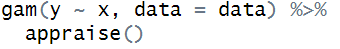 gam(y ~ x, data = data) %>%
  appraise()